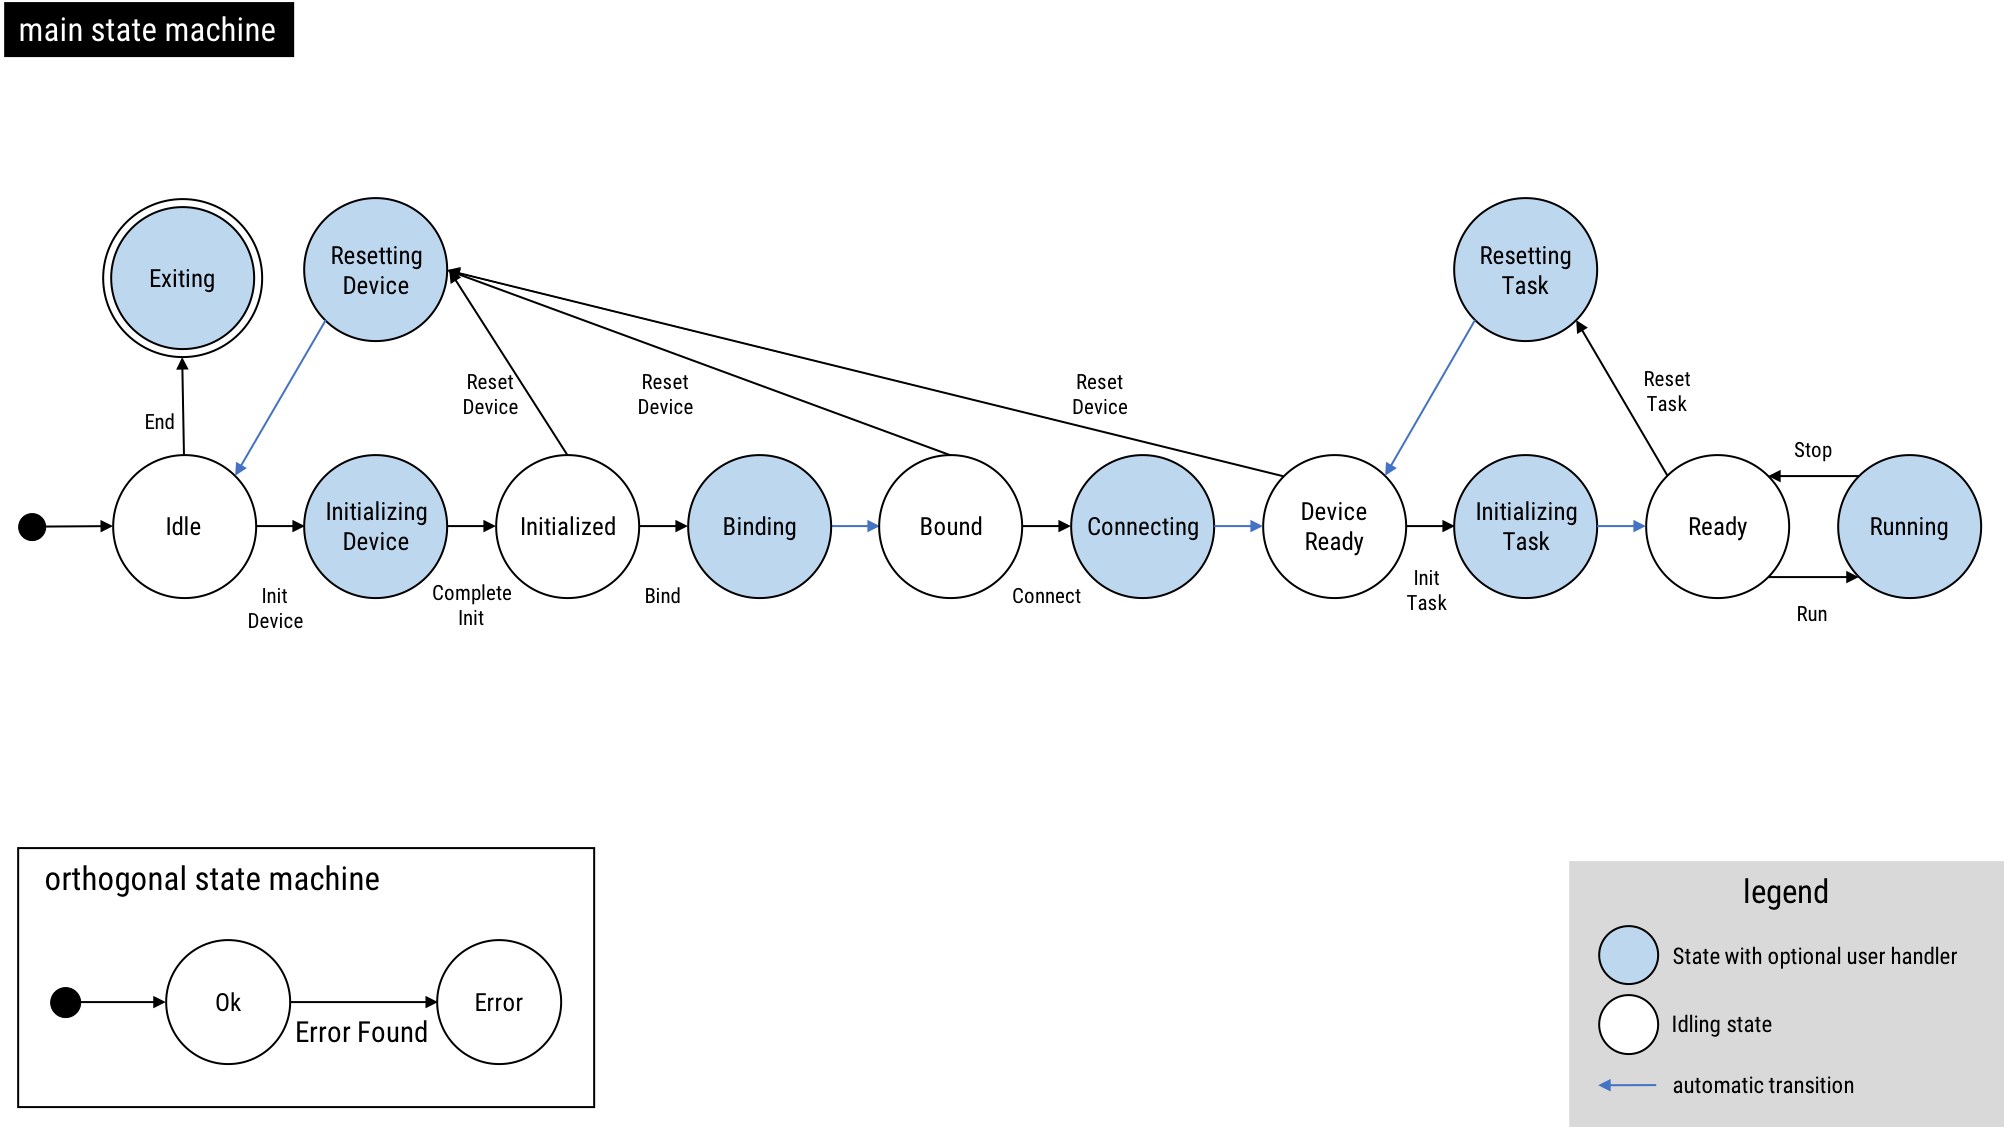 main state machine
Exiting
Resetting
Device
Resetting
Task
End
Reset
Device
Reset
Device
Reset
Device
Reset
Task
Stop
Idle
Initializing
Device
Initialized
Binding
Bound
Connecting
Device
Ready
Initializing
Task
Ready
Running
Init
Device
Complete
Init
Bind
Connect
Init
Task
Run
orthogonal state machine
Ok
Error
Error Found
legend
State with optional user handler
Idling state
automatic transition